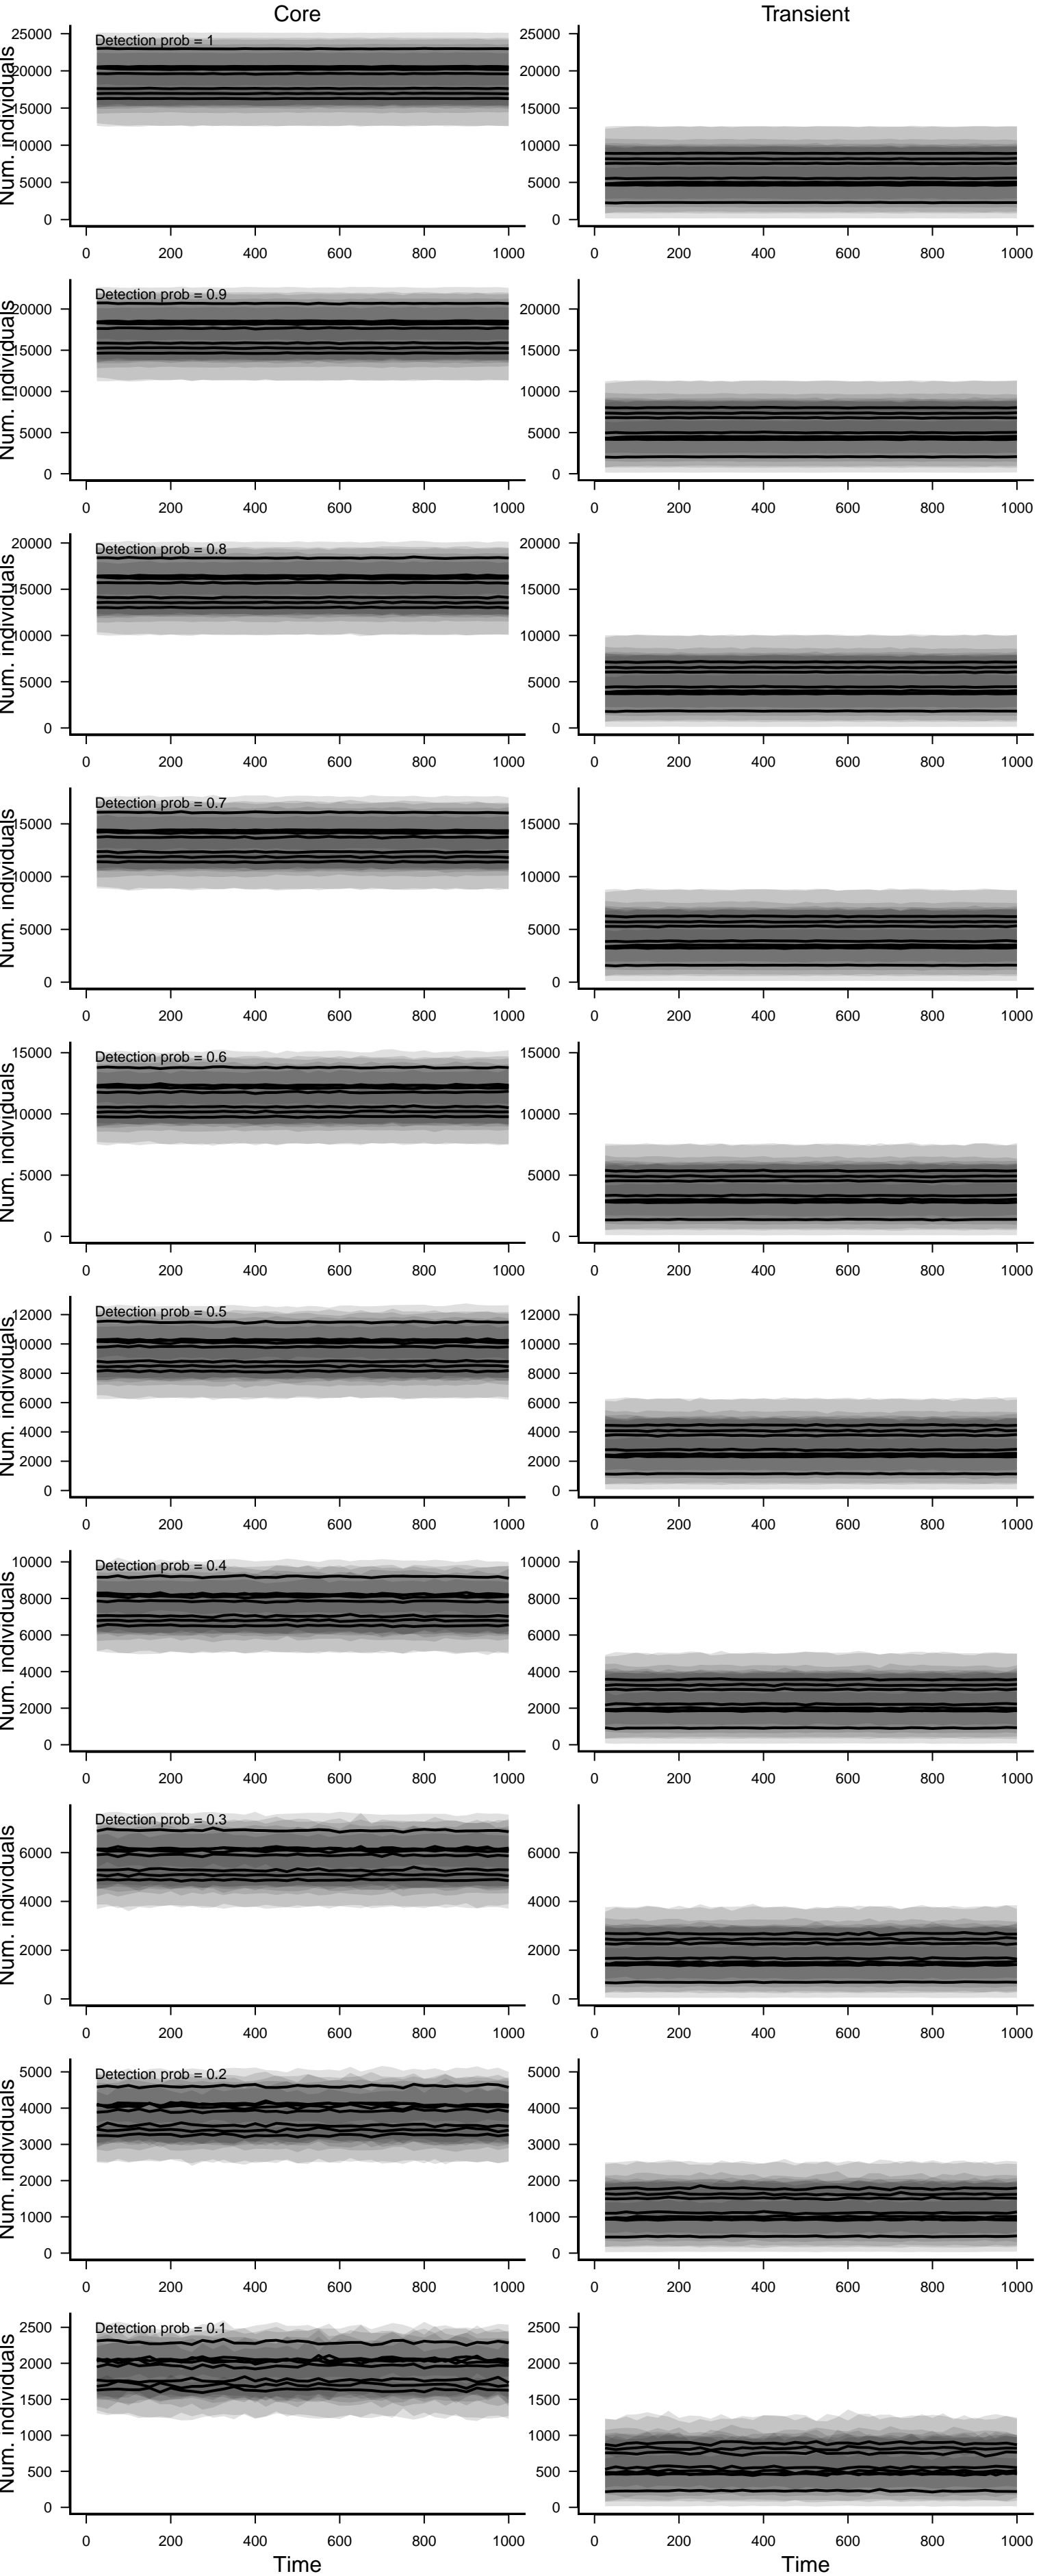 Core Transient
Detection prob = 1
Num. individuals
25000 20000 15000 10000 5000 0
25000 20000 15000 10000 5000 0
0 200 400 600 800 1000
0 200 400 600 800 1000
Detection prob = 0.9
Num. individuals
20000 15000 10000 5000 0
20000 15000 10000 5000 0
0 200 400 600 800 1000
0 200 400 600 800 1000
Detection prob = 0.8
Num. individuals
20000 15000 10000 5000 0
20000 15000 10000 5000 0
0 200 400 600 800 1000
0 200 400 600 800 1000
Detection prob = 0.7
Num. individuals
15000 10000 5000 0
15000 10000 5000 0
0 200 400 600 800 1000
0 200 400 600 800 1000
Detection prob = 0.6
Num. individuals
15000 10000 5000 0
15000 10000 5000 0
0 200 400 600 800 1000
0 200 400 600 800 1000
Detection prob = 0.5
Num. individuals
12000 10000 8000 6000 4000 2000 0
12000 10000 8000 6000 4000 2000 0
0 200 400 600 800 1000
0 200 400 600 800 1000
Detection prob = 0.4
Num. individuals
10000 8000 6000 4000 2000 0
10000 8000 6000 4000 2000 0
0 200 400 600 800 1000
0 200 400 600 800 1000
Detection prob = 0.3
Num. individuals
6000 4000 2000 0
6000 4000 2000 0
0 200 400 600 800 1000
0 200 400 600 800 1000
Detection prob = 0.2
Num. individuals
5000 4000 3000 2000 1000 0
5000 4000 3000 2000 1000 0
0 200 400 600 800 1000
0 200 400 600 800 1000
Detection prob = 0.1
Num. individuals
2500 2000 1500 1000 500 0
2500 2000 1500 1000 500 0
0 200 400 600 800 1000
0 200 400 600 800 1000
Time Time